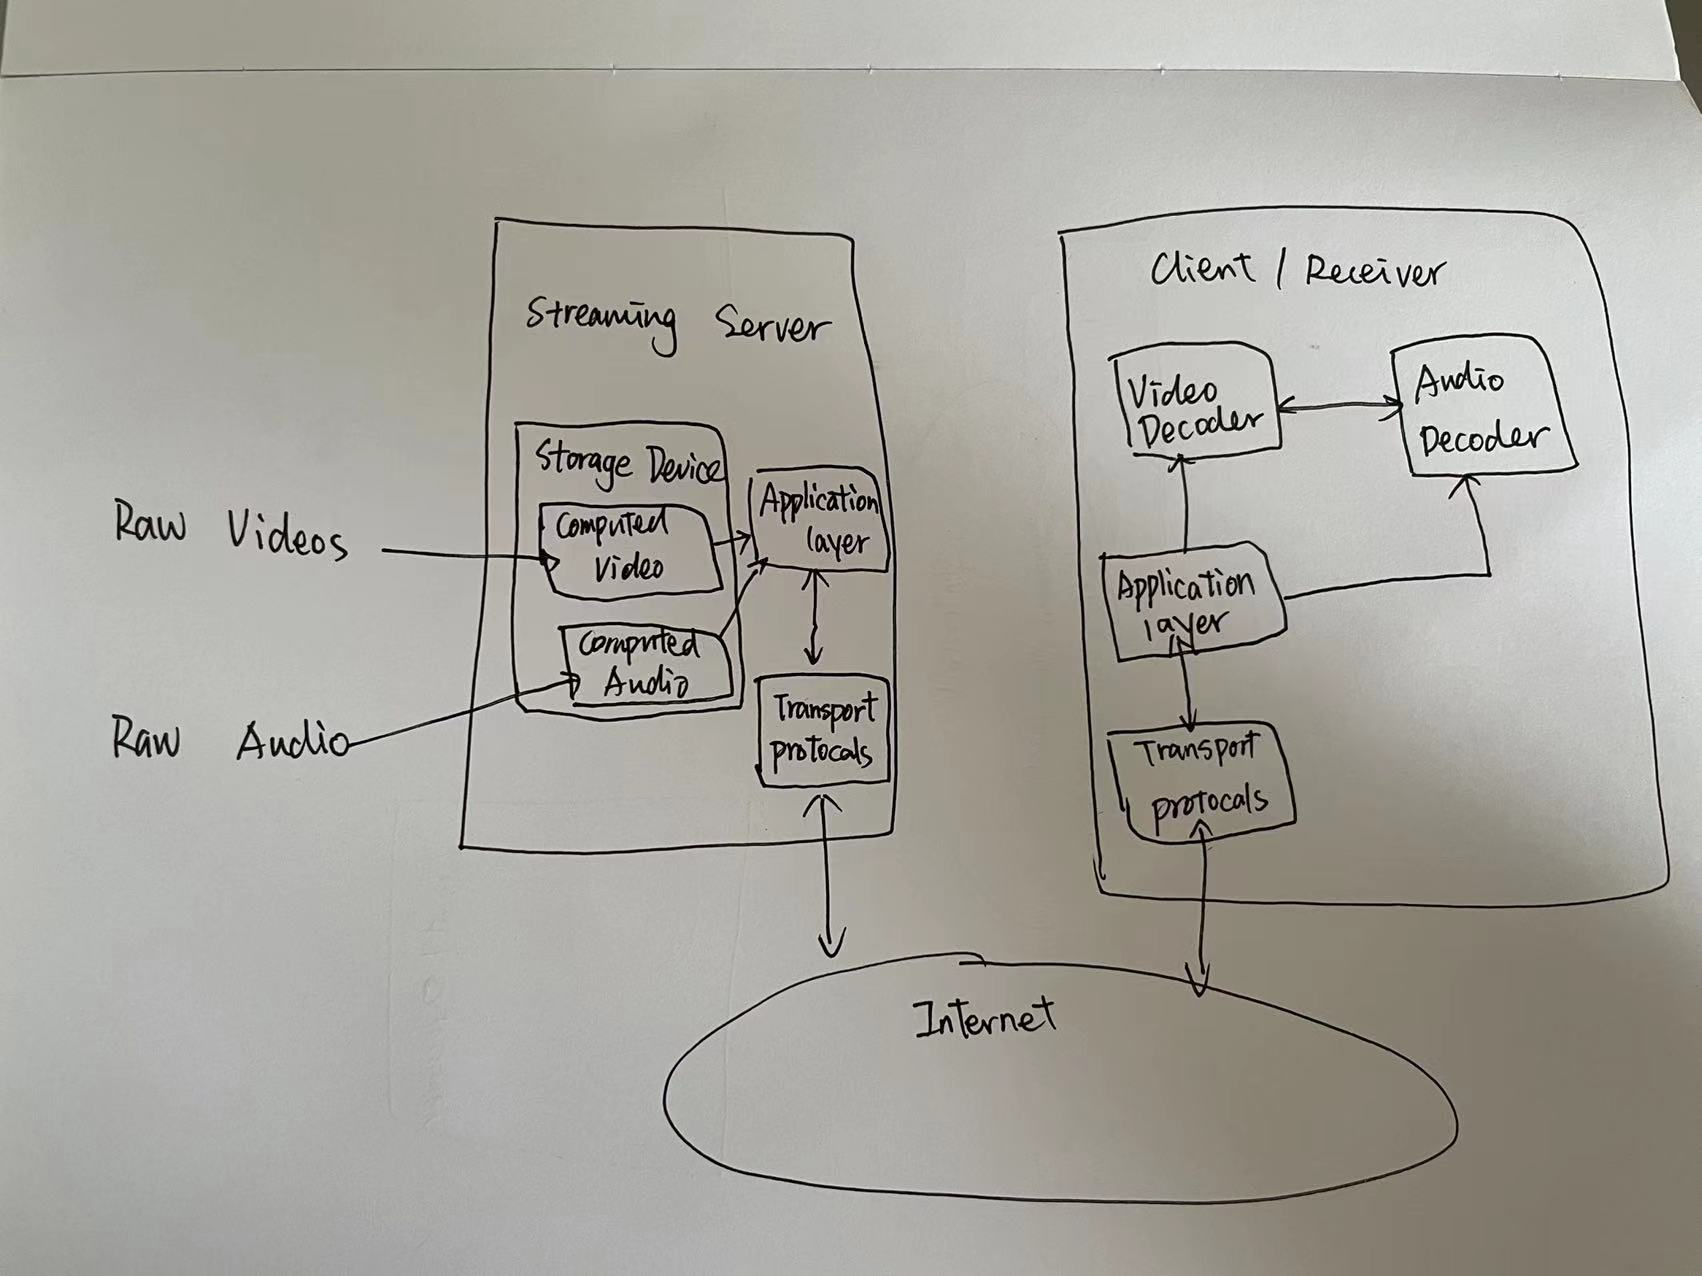 Streaming Server
Storage Device
Computed
Video
Computed
Audio
Application
layer
Transport
protocals
Raw Videos
Raw Audio
Client / Receiver
Video
Decoder
Audio
Decoder
Application
layer
Transport
protocals
Internet